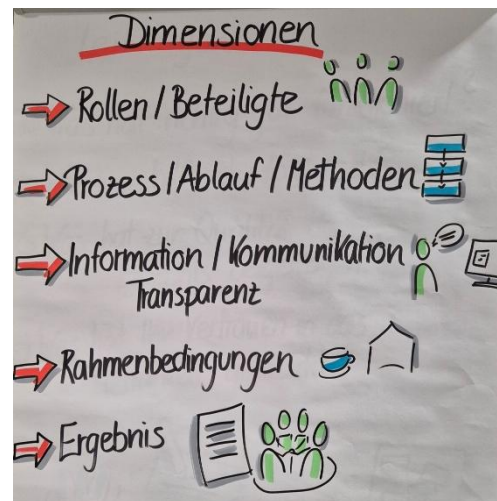 Dimensionen
Rollen / Beteiligte
Prozess / Ablauf / Methoden
Information / Kommunikation
Transparenz
Rahmenbedingungen
Ergebnis